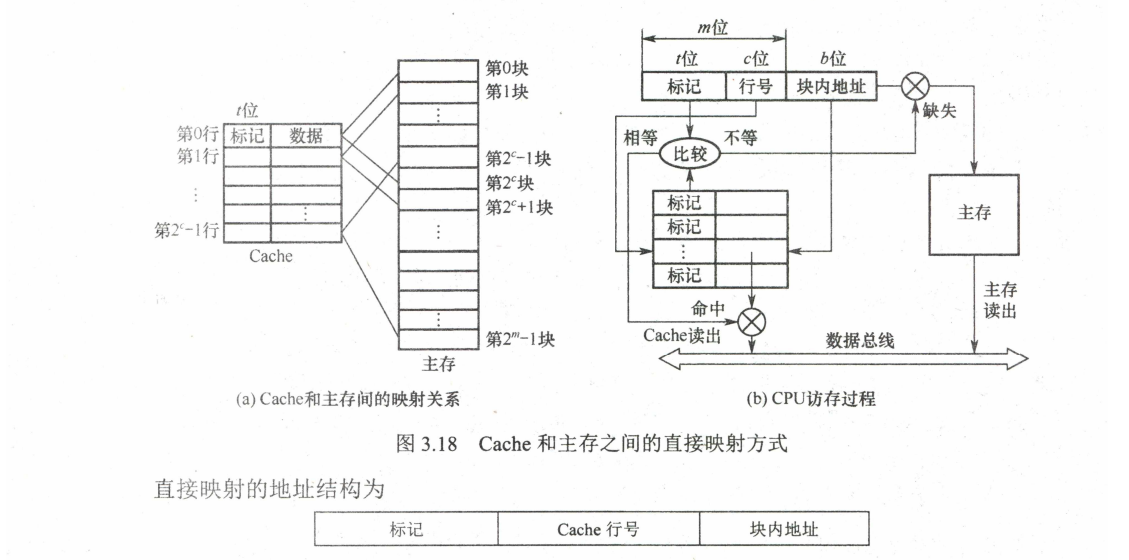 t位
第0行 标记 数据
第1行
⋮
⋮
第2ᶜ−1行
Cache
第0块
第1块
⋮
第2ᶜ−1块
第2ᶜ块
第2ᶜ+1块
⋮
⋮
第2ᵐ−1块
主存
(a) Cache和主存间的映射关系
m位
t位 c位 b位
标记 行号 块内地址
缺失
相等 比较 不等
标记
标记
⋮
标记
主存
命中
Cache读出
主存
读出
数据总线
(b) CPU访存过程
图 3.18 Cache 和主存之间的直接映射方式
直接映射的地址结构为
标记 Cache 行号 块内地址